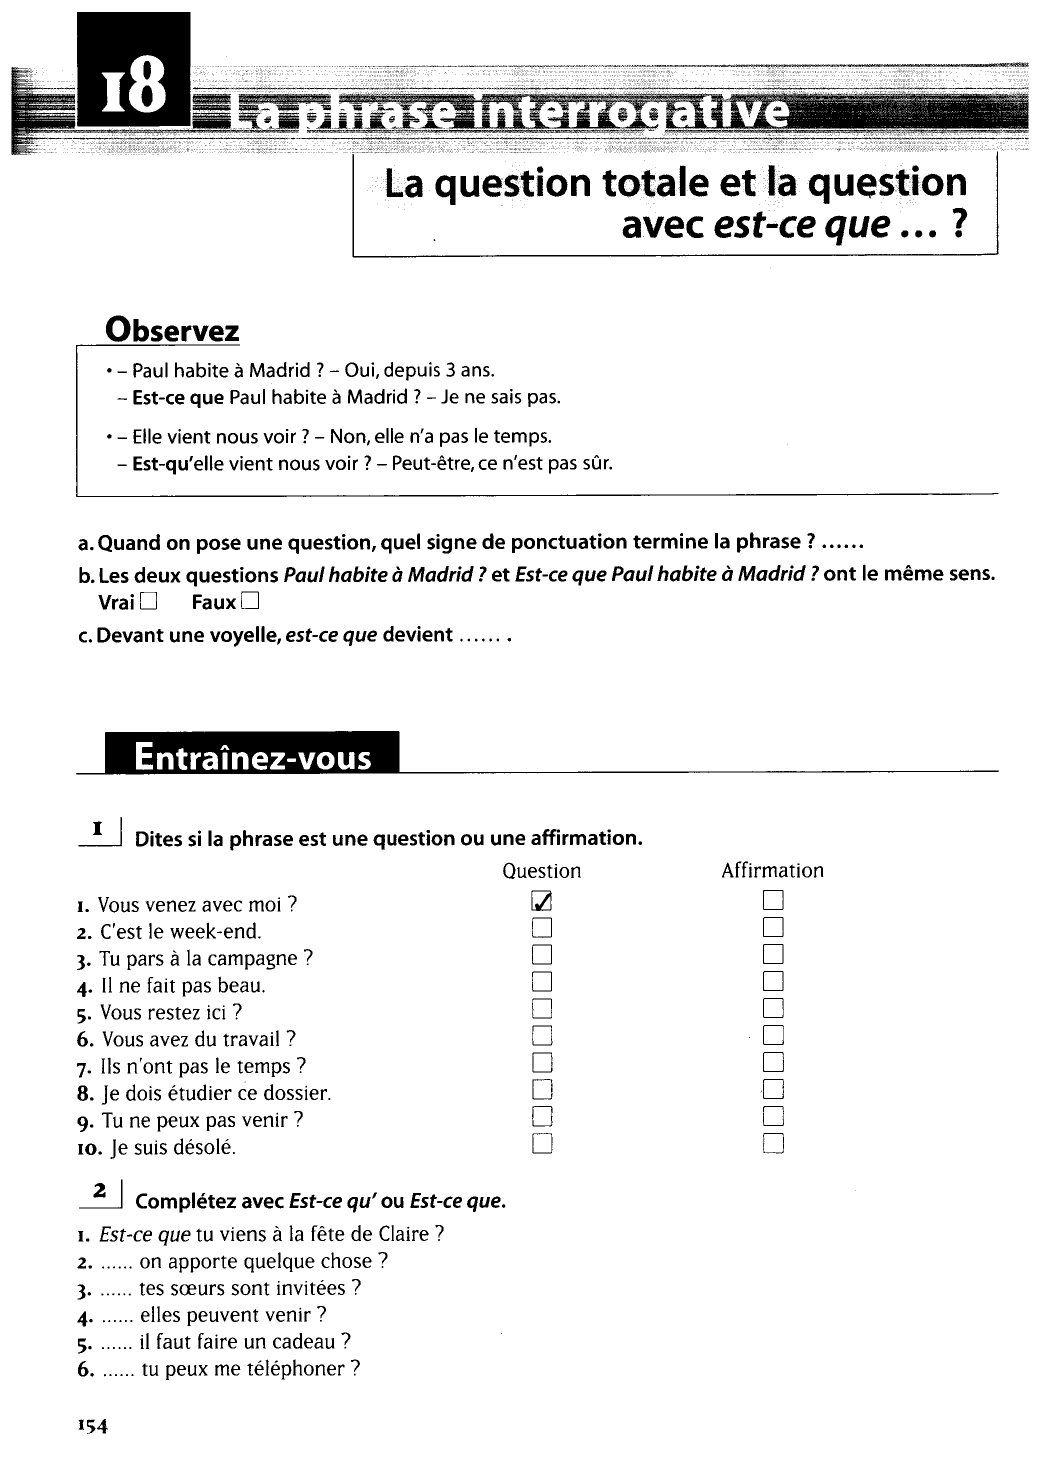 18
La phrase interrogative
La question totale et la question
avec est-ce que ... ?
Observez
• – Paul habite à Madrid ? – Oui, depuis 3 ans.
– Est-ce que Paul habite à Madrid ? – Je ne sais pas.
• – Elle vient nous voir ? – Non, elle n'a pas le temps.
– Est-qu'elle vient nous voir ? – Peut-être, ce n'est pas sûr.
a. Quand on pose une question, quel signe de ponctuation termine la phrase ? ......
b. Les deux questions Paul habite à Madrid ? et Est-ce que Paul habite à Madrid ? ont le même sens.
Vrai ☐ Faux ☐
c. Devant une voyelle, est-ce que devient ...... .
Entraînez-vous
1 Dites si la phrase est une question ou une affirmation.
Question Affirmation
1. Vous venez avec moi ? ☑ ☐
2. C'est le week-end. ☐ ☐
3. Tu pars à la campagne ? ☐ ☐
4. Il ne fait pas beau. ☐ ☐
5. Vous restez ici ? ☐ ☐
6. Vous avez du travail ? ☐ ☐
7. Ils n'ont pas le temps ? ☐ ☐
8. Je dois étudier ce dossier. ☐ ☐
9. Tu ne peux pas venir ? ☐ ☐
10. Je suis désolé. ☐ ☐
2 Complétez avec Est-ce qu' ou Est-ce que.
1. Est-ce que tu viens à la fête de Claire ?
2. ...... on apporte quelque chose ?
3. ...... tes sœurs sont invitées ?
4. ...... elles peuvent venir ?
5. ...... il faut faire un cadeau ?
6. ...... tu peux me téléphoner ?
154